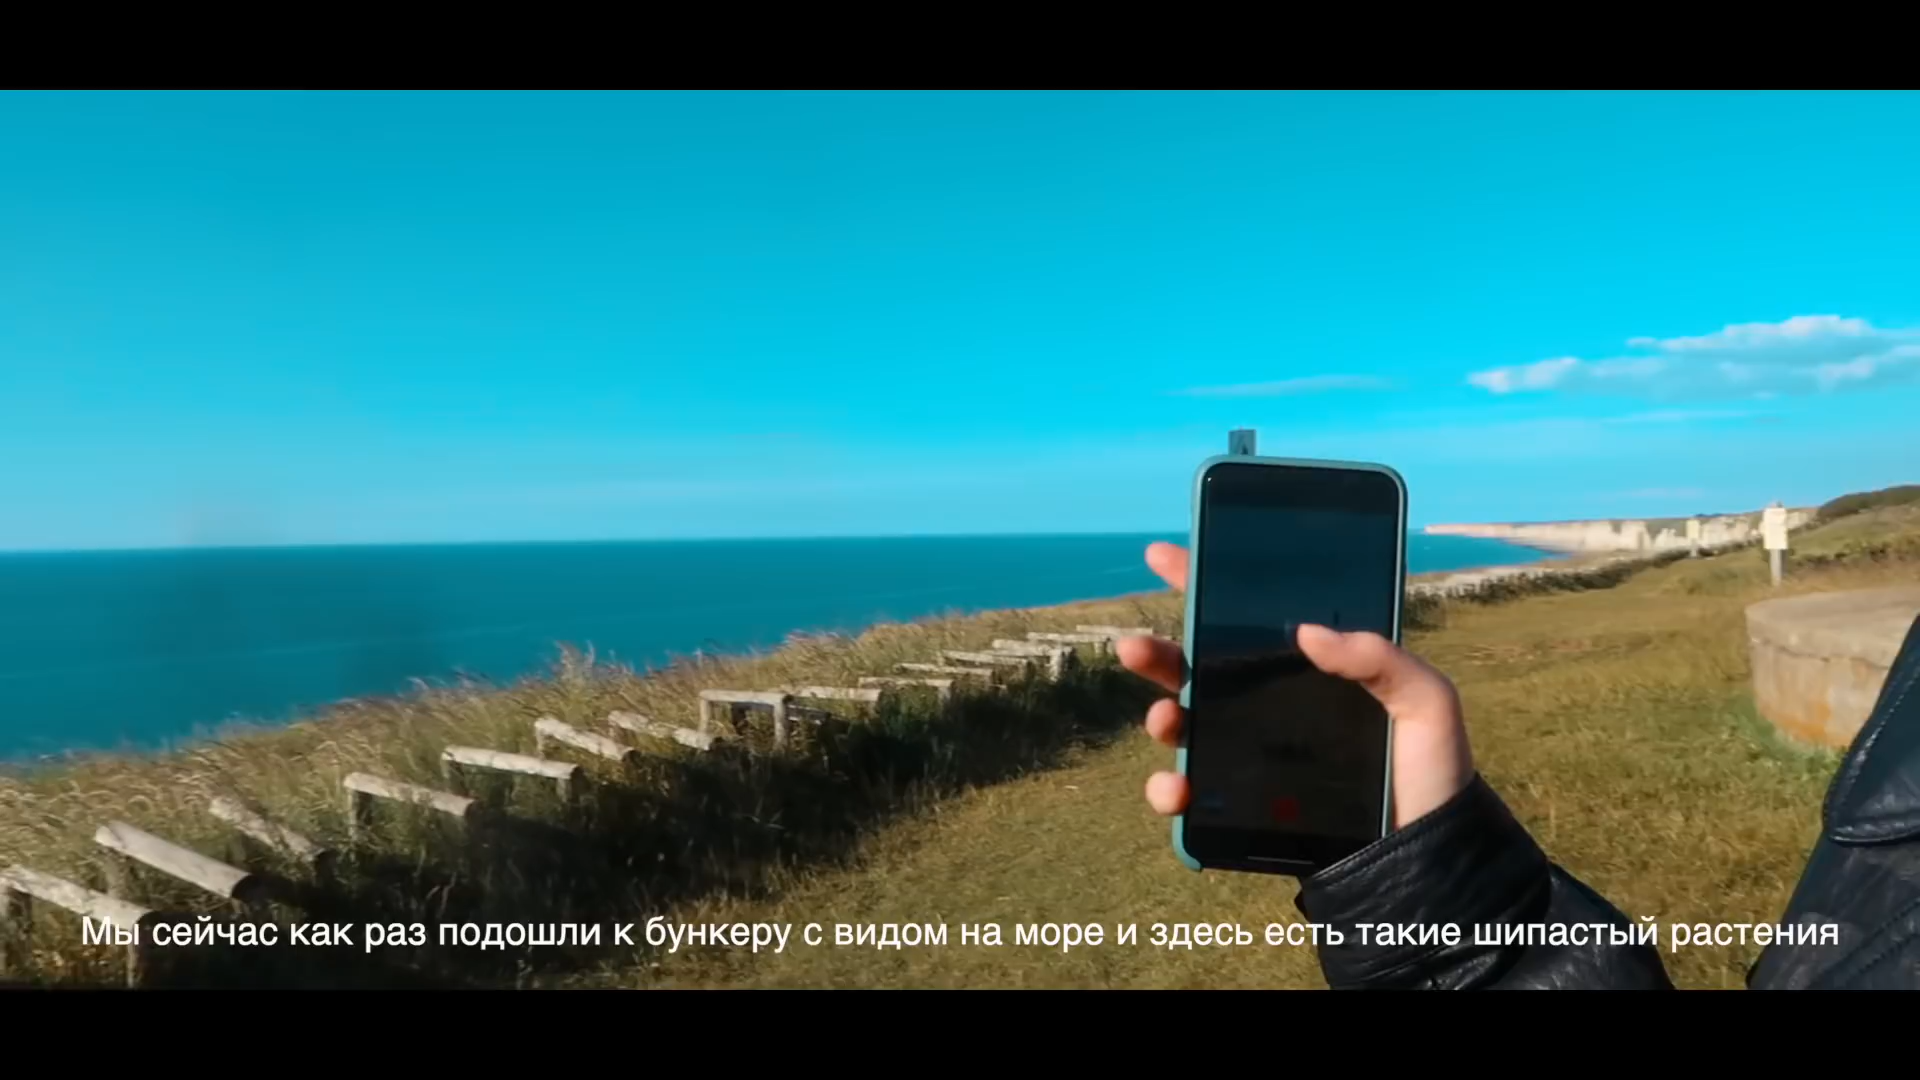 Мы сейчас как раз подошли к бункеру с видом на море и здесь есть такие шипастый растения